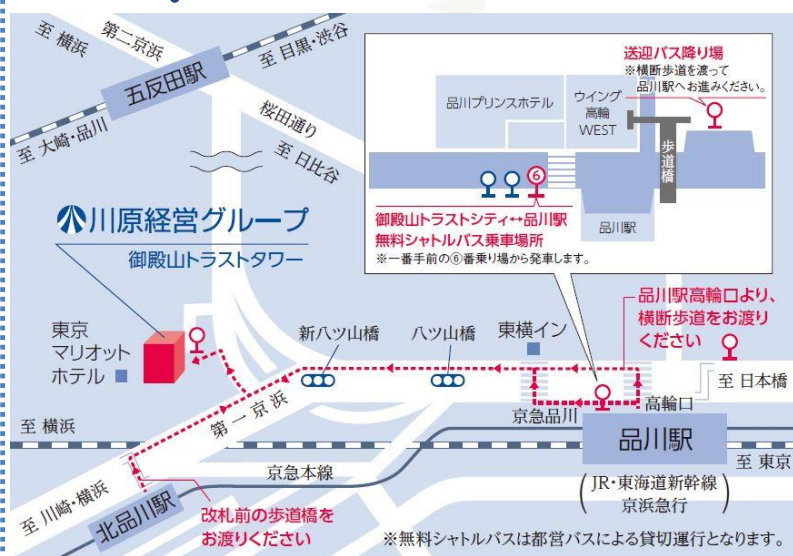 至 横浜
第二京浜
至 目黒・渋谷
五反田駅
至 大崎・品川
桜田通り
至 日比谷
送迎バス降り場
※横断歩道を渡って
品川駅へお進みください。
品川プリンスホテル
ウイング
高輪
WEST
歩道橋
⑥
品川駅
御殿山トラストシティ↔品川駅
無料シャトルバス乗車場所
※一番手前の⑥番乗り場から発車します。
川原経営グループ
御殿山トラストタワー
東京
マリオット
ホテル
新八ツ山橋
八ツ山橋
東横イン
品川駅高輪口より、
横断歩道をお渡り
ください
至 日本橋
高輪口
京急品川
第一京浜
至 横浜
品川駅
至 東京
(JR・東海道新幹線
京浜急行)
京急本線
至 川崎・横浜
北品川駅
改札前の歩道橋を
お渡りください
※無料シャトルバスは都営バスによる貸切運行となります。